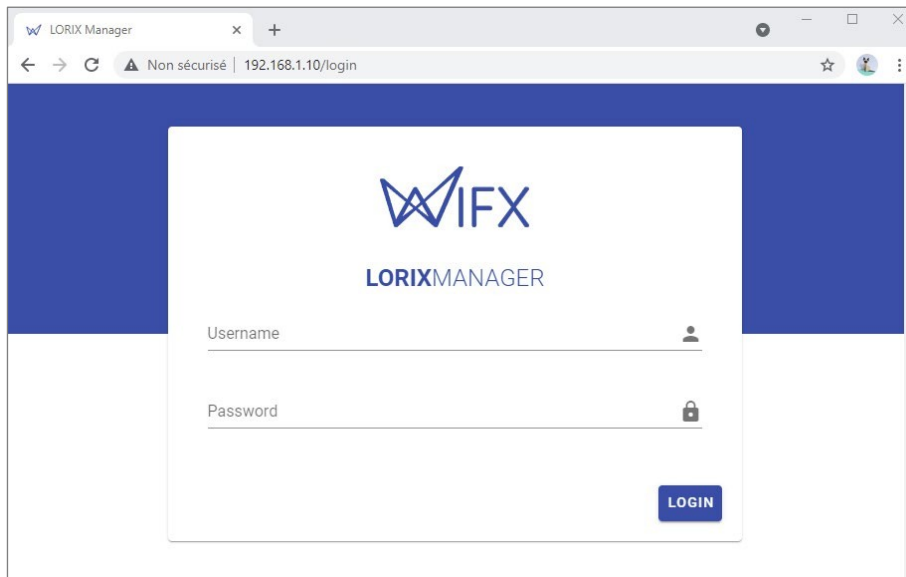 LORIX Manager
Non sécurisé | 192.168.1.10/login
WIFX
LORIXMANAGER
Username
Password
LOGIN